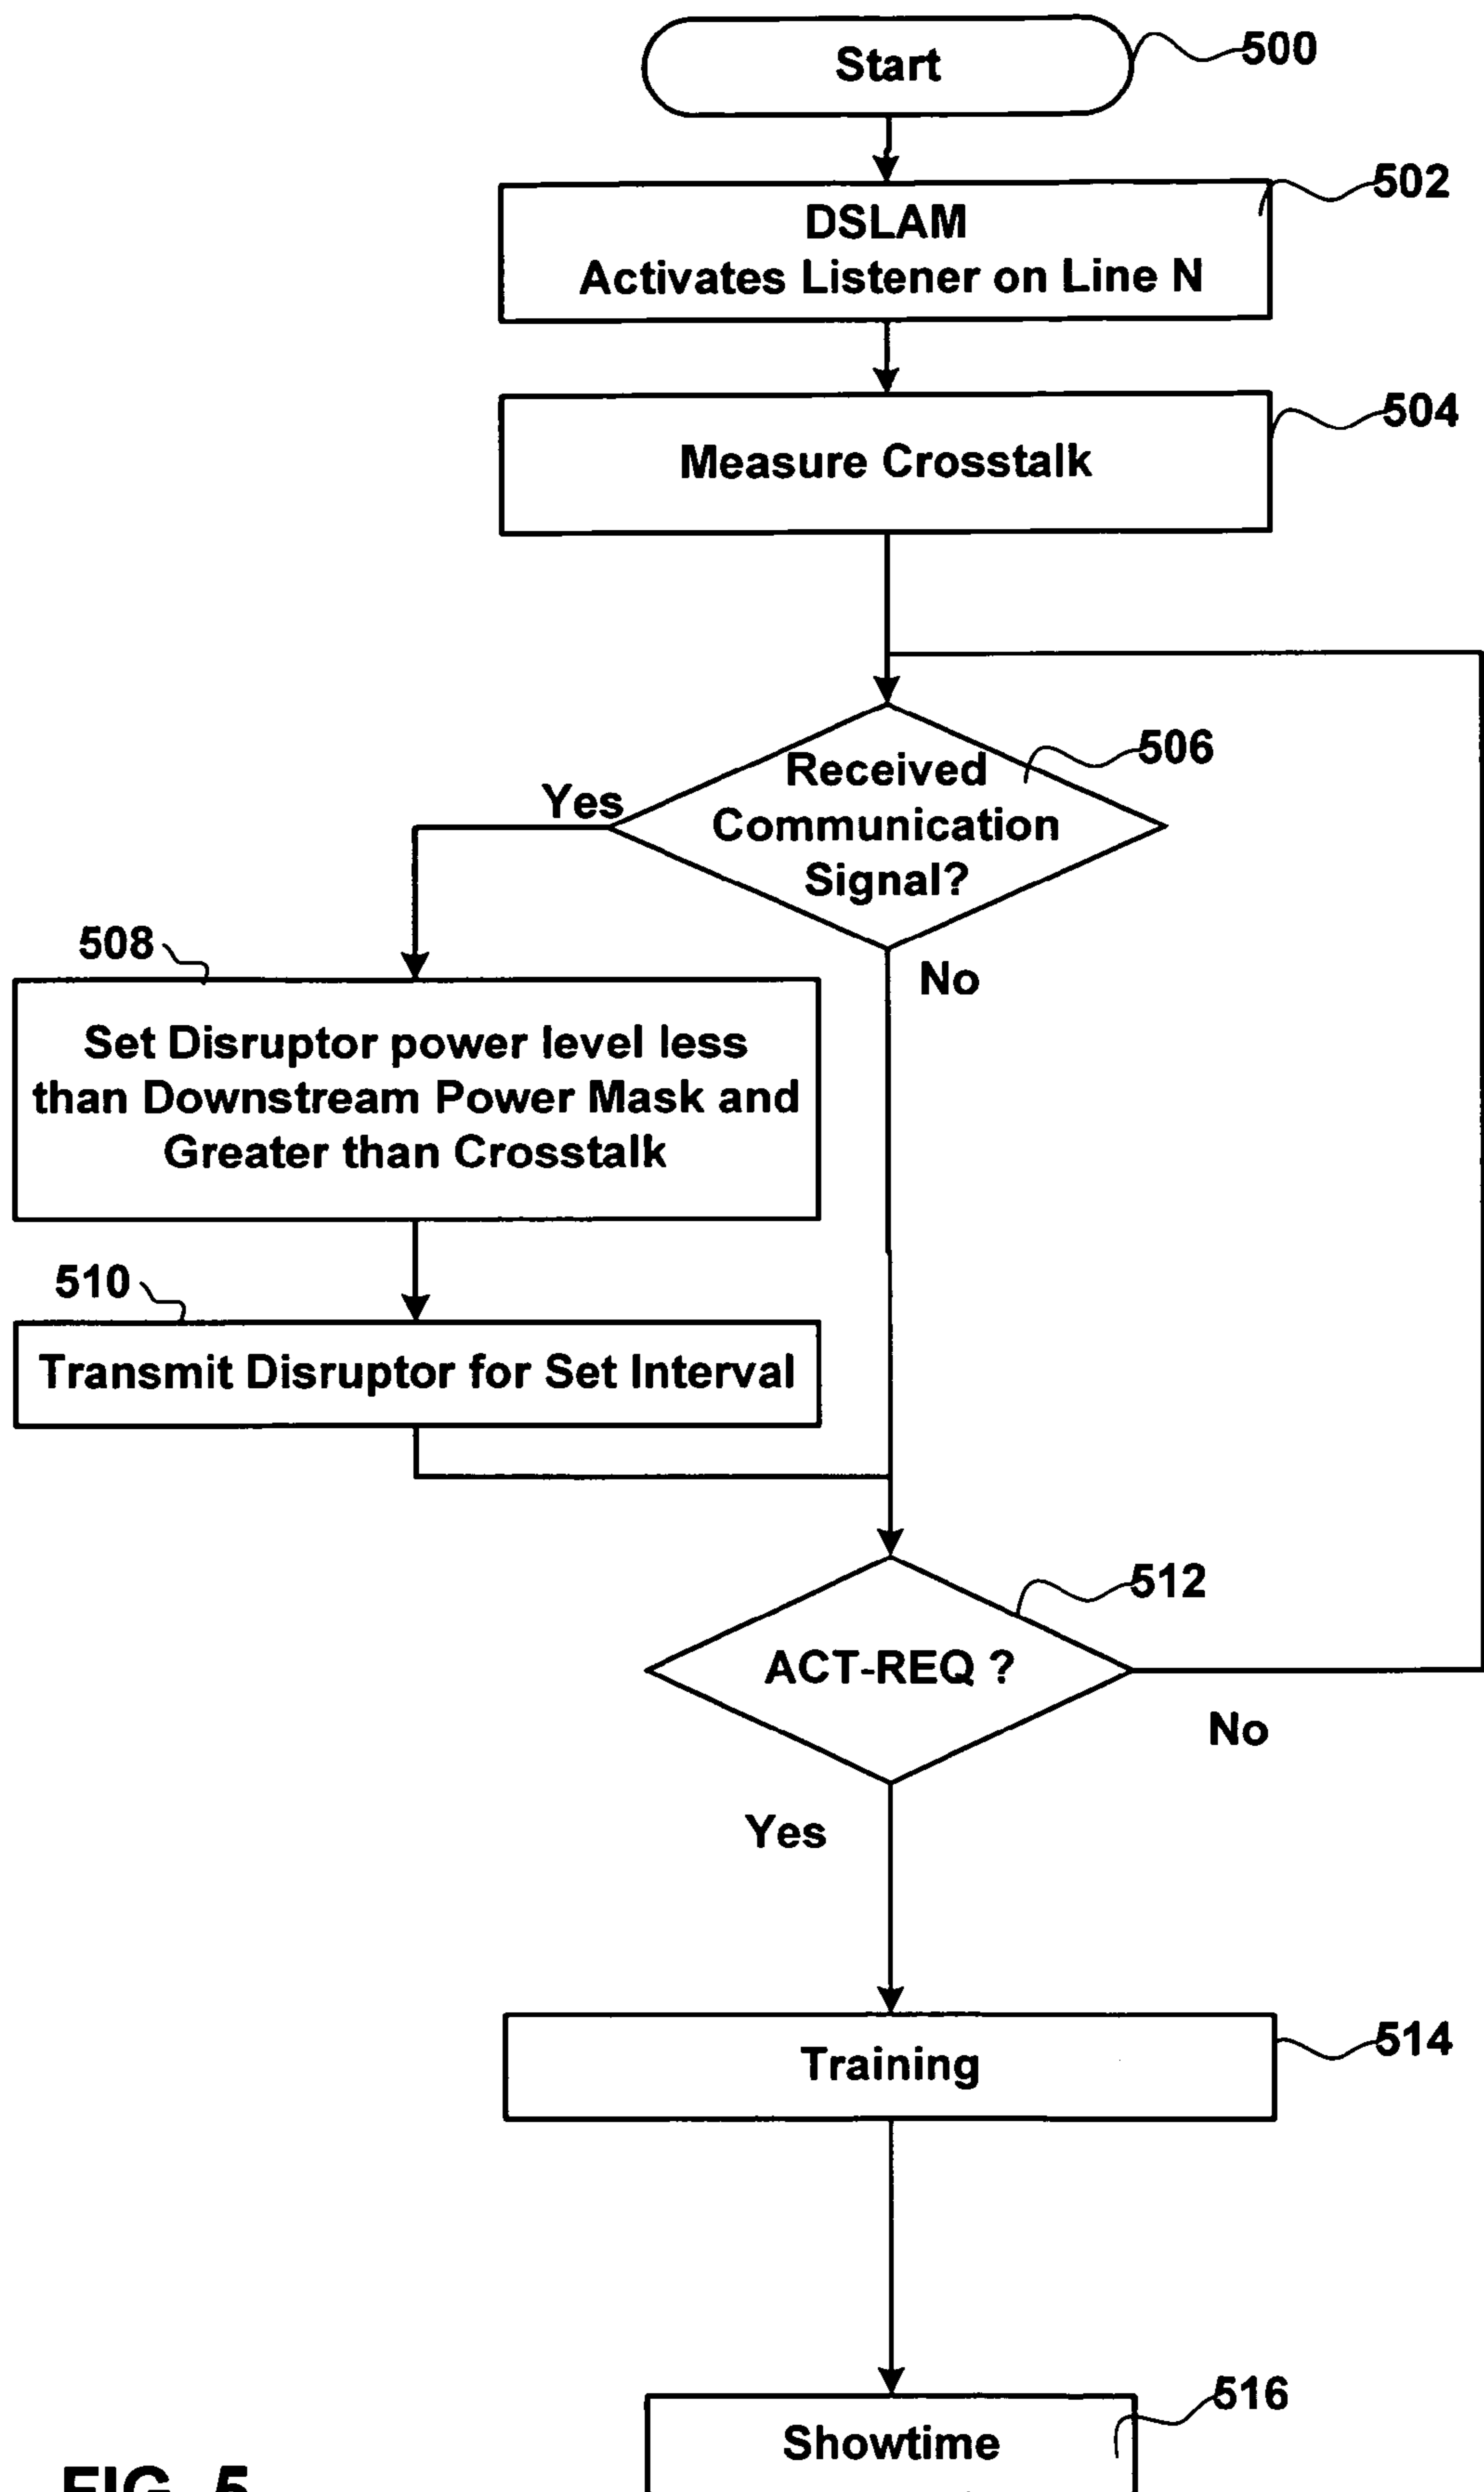 Start
500
DSLAM
Activates Listener on Line N
502
Measure Crosstalk
504
Received
Communication
Signal?
506
Yes
No
508
Set Disruptor power level less
than Downstream Power Mask and
Greater than Crosstalk
510
Transmit Disruptor for Set Interval
ACT-REQ ?
512
No
Yes
Training
514
Showtime
516
FIG. 5